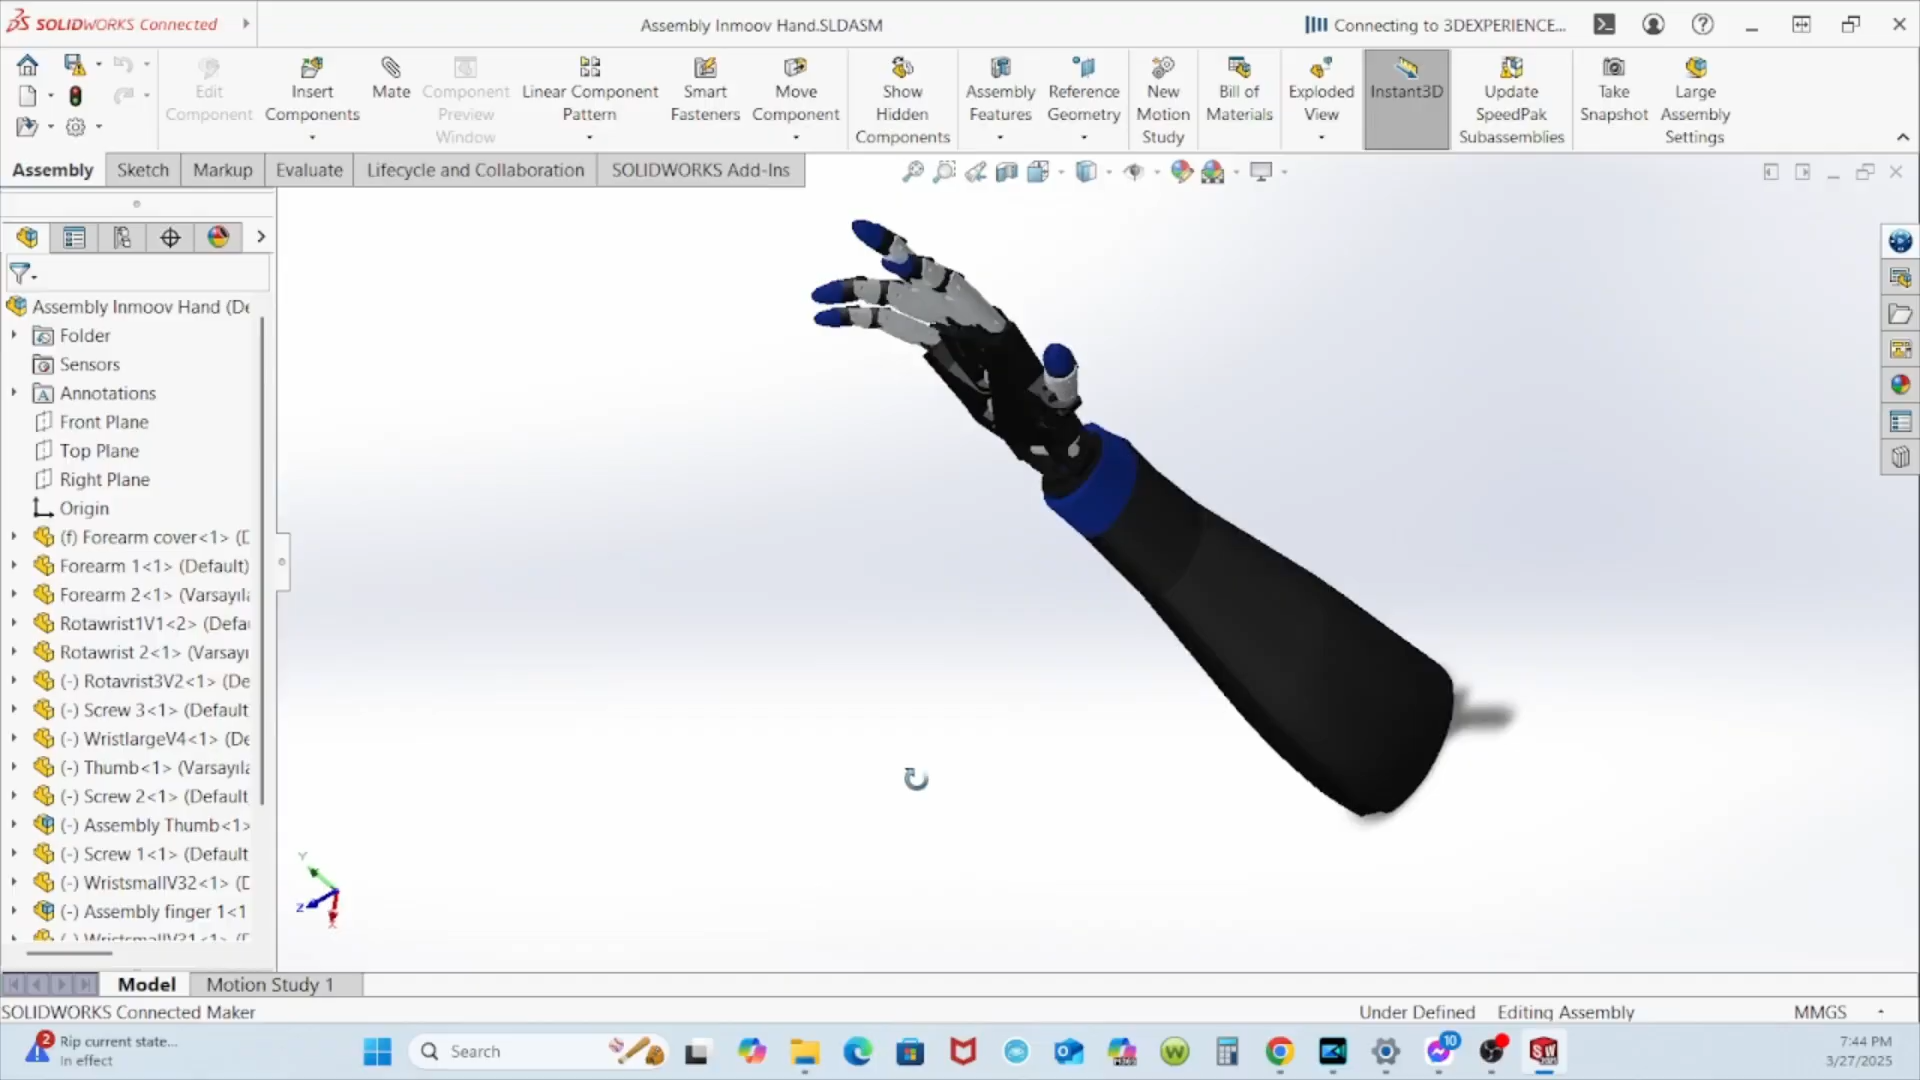 SOLIDWORKS Connected
Assembly Inmoov Hand.SLDASM
Connecting to 3DEXPERIENCE...
Edit
Component
Insert
Components
Mate
Component
Preview
Window
Linear Component
Pattern
Smart
Fasteners
Move
Component
Show
Hidden
Components
Assembly
Features
Reference
Geometry
New
Motion
Study
Bill of
Materials
Exploded
View
Instant3D
Update
SpeedPak
Subassemblies
Take
Snapshot
Large
Assembly
Settings
Assembly
Sketch
Markup
Evaluate
Lifecycle and Collaboration
SOLIDWORKS Add-Ins
Assembly Inmoov Hand (De
Folder
Sensors
Annotations
Front Plane
Top Plane
Right Plane
Origin
(f) Forearm cover<1> (D
Forearm 1<1> (Default)
Forearm 2<1> (Varsayıla
Rotawrist1V1<2> (Defa
Rotawrist 2<1> (Varsayı
(-) Rotavrist3V2<1> (De
(-) Screw 3<1> (Default
(-) WristlargeV4<1> (De
(-) Thumb<1> (Varsayıla
(-) Screw 2<1> (Default
(-) Assembly Thumb<1>
(-) Screw 1<1> (Default
(-) WristsmallV32<1> (D
(-) Assembly finger 1<1
Y
Z
X
Model
Motion Study 1
SOLIDWORKS Connected Maker
Under Defined
Editing Assembly
MMGS
2
Rip current state...
In effect
Search
10
7:44 PM
3/27/2025